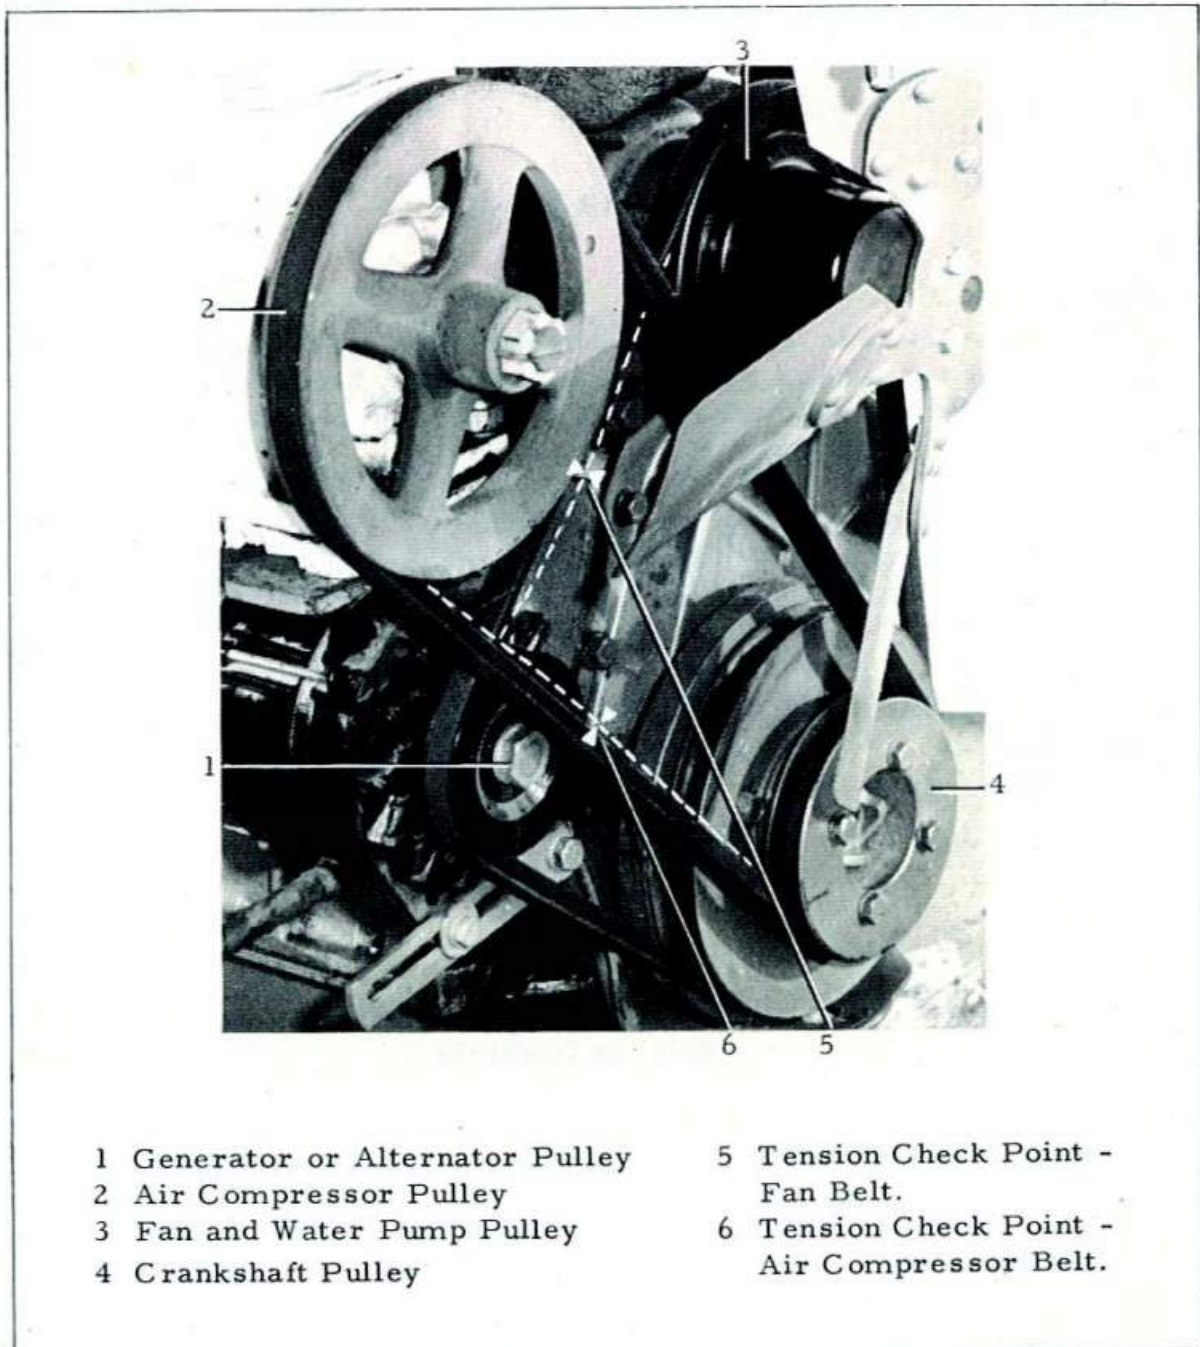 3
2
1
4
6
5
1 Generator or Alternator Pulley
2 Air Compressor Pulley
3 Fan and Water Pump Pulley
4 Crankshaft Pulley
5 Tension Check Point -
Fan Belt.
6 Tension Check Point -
Air Compressor Belt.